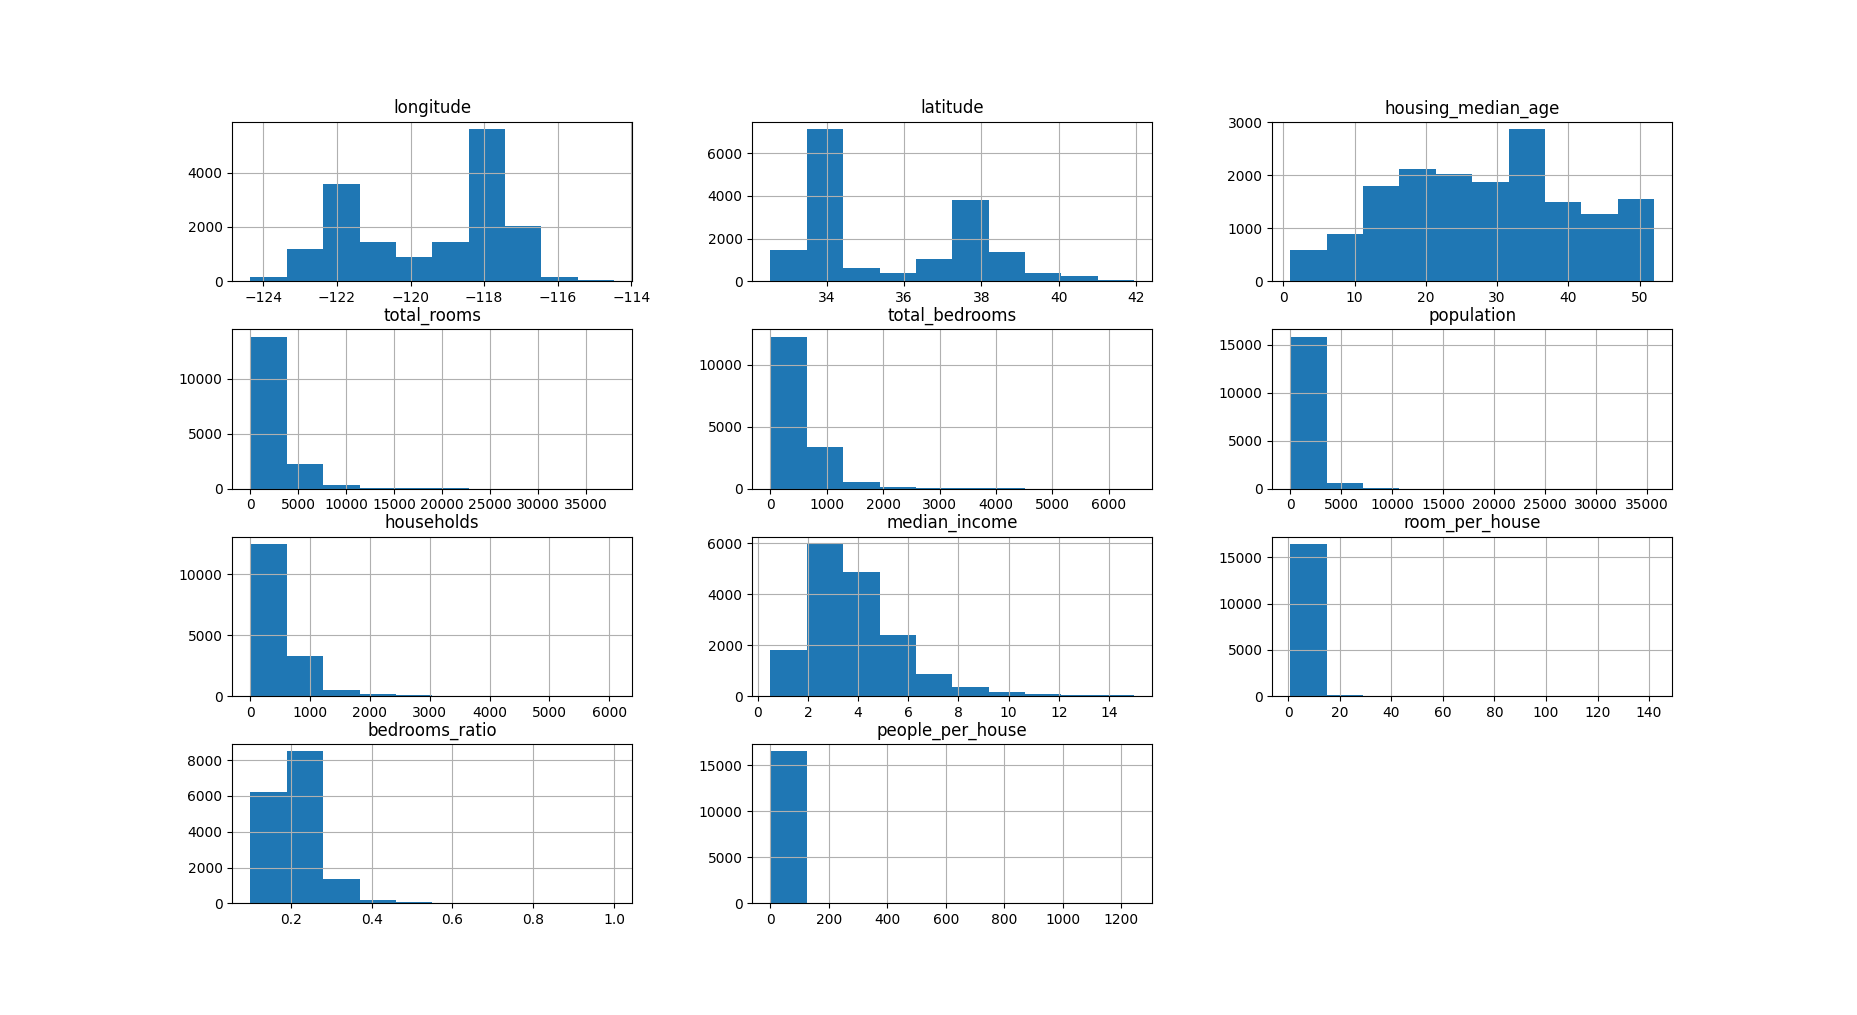 longitude
4000
2000
0
−124 −122 −120 −118 −116 −114
latitude
6000
4000
2000
0
34 36 38 40 42
housing_median_age
3000
2000
1000
0
0 10 20 30 40 50
total_rooms
10000
5000
0
0 5000 10000 15000 20000 25000 30000 35000
total_bedrooms
10000
5000
0
0 1000 2000 3000 4000 5000 6000
population
15000
10000
5000
0
0 5000 10000 15000 20000 25000 30000 35000
households
10000
5000
0
0 1000 2000 3000 4000 5000 6000
median_income
6000
4000
2000
0
0 2 4 6 8 10 12 14
room_per_house
15000
10000
5000
0
0 20 40 60 80 100 120 140
bedrooms_ratio
8000
6000
4000
2000
0
0.2 0.4 0.6 0.8 1.0
people_per_house
15000
10000
5000
0
0 200 400 600 800 1000 1200